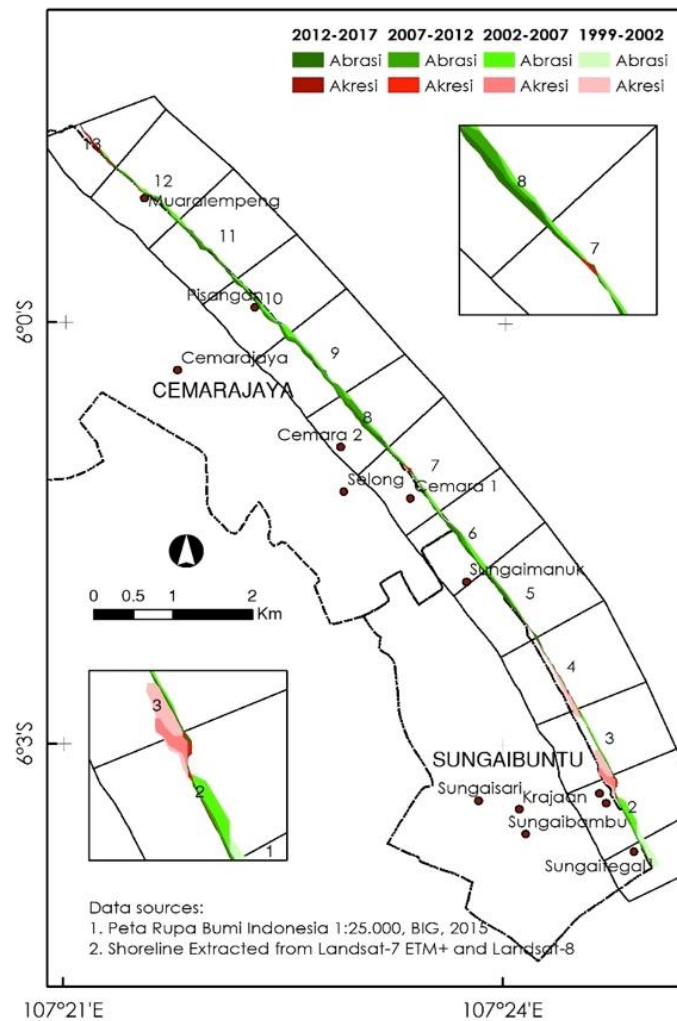 2012-2017 2007-2012 2002-2007 1999-2002
Abrasi Abrasi Abrasi Abrasi
Akresi Akresi Akresi Akresi
13
12
Muaralempeng
11
8
7
Pisangan 10
6°0'S
9
Cemarajaya
CEMARAJAYA
8
Cemara 2
7
Selong
Cemara 1
6
Sungaimanuk
5
0 0.5 1 2
Km
4
3
3
6°3'S
SUNGAIBUNTU
2
Sungaisari
Krajaan
2
Sungaibambu
1
Sungaitegal 1
Data sources:
1. Peta Rupa Bumi Indonesia 1:25.000, BIG, 2015
2. Shoreline Extracted from Landsat-7 ETM+ and Landsat-8
107°21'E 107°24'E